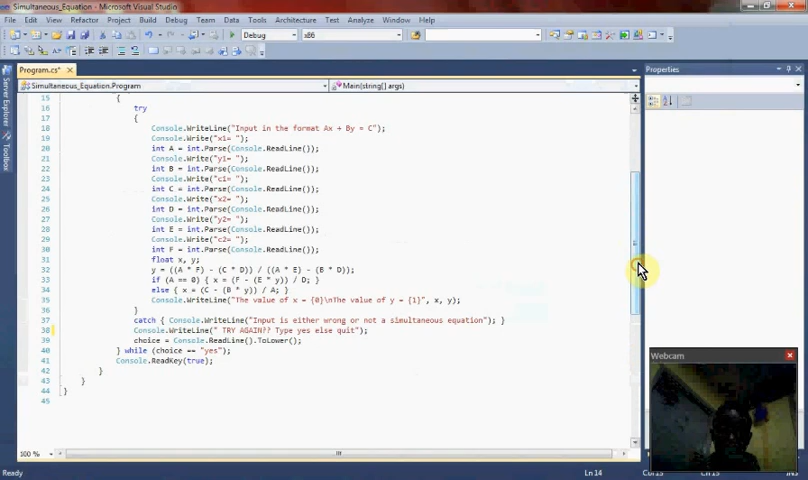 Simultaneous_Equation - Microsoft Visual Studio
File Edit View Refactor Project Build Debug Team Data Tools Architecture Test Analyze Window Help
Debug x86
Program.cs*
Properties
Simultaneous_Equation.Program Main(string[] args)
Server Explorer
Toolbox
15 {
16 try
17 {
18 Console.WriteLine("Input in the format Ax + By = C");
19 Console.Write("x1= ");
20 int A = int.Parse(Console.ReadLine());
21 Console.Write("y1= ");
22 int B = int.Parse(Console.ReadLine());
23 Console.Write("c1= ");
24 int C = int.Parse(Console.ReadLine());
25 Console.Write("x2= ");
26 int D = int.Parse(Console.ReadLine());
27 Console.Write("y2= ");
28 int E = int.Parse(Console.ReadLine());
29 Console.Write("c2= ");
30 int F = int.Parse(Console.ReadLine());
31 float x, y;
32 y = ((A * F) - (C * D)) / ((A * E) - (B * D));
33 if (A == 0) { x = (F - (E * y)) / D; }
34 else { x = (C - (B * y)) / A; }
35 Console.WriteLine("The value of x = {0}\nThe value of y = {1}", x, y);
36 }
37 catch { Console.WriteLine("Input is either wrong or not a simultaneous equation"); }
38 Console.WriteLine(" TRY AGAIN?? Type yes else quit");
39 choice = Console.ReadLine().ToLower();
40 } while (choice == "yes");
41 Console.ReadKey(true);
42 }
43 }
44 }
45
Webcam
100 %
Ready Ln 14 INS